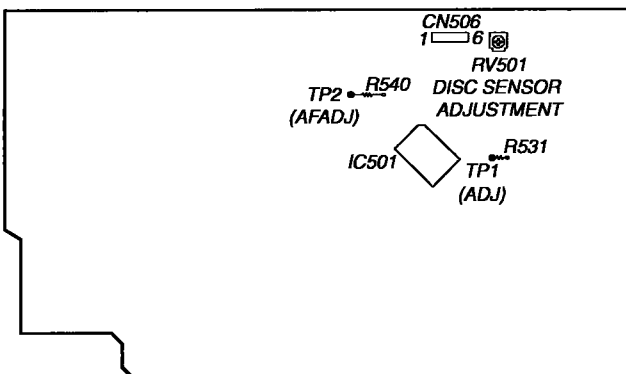 CN506
1 6
RV501
DISC SENSOR
ADJUSTMENT
TP2 R540
(AFADJ)
IC501
R531
TP1
(ADJ)